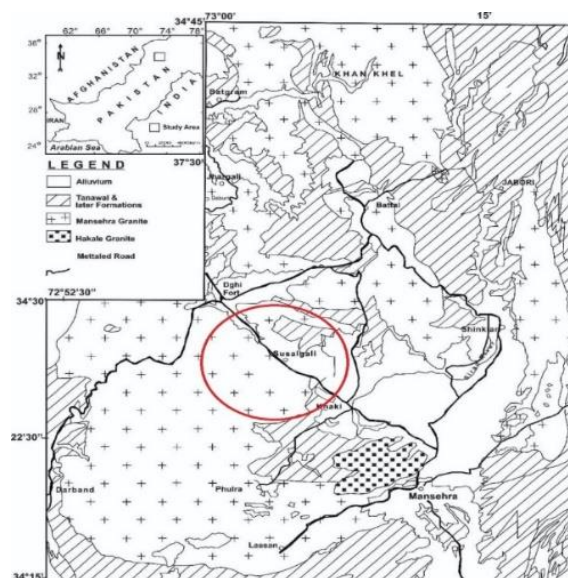 34°45'
73°00'
15'
62° 66° 70° 74° 78°
36°
32°
28°
24°
N
AFGHANISTAN
PAKISTAN
INDIA
IRAN
Arabian Sea
Study Area
37°30'
LEGEND
Alluvium
Tanawal &
later Formations
Mansehra Granite
Hakale Granite
Mettaled Road
72°52'30"
34°30'
22'30"
34°15'
KHAN KHEL
Batgram
JABORI
Battal
Oghi
Fort
Shinkiari
Susalgali
Khaki
Darband
Phulra
Mansehra
Lassan